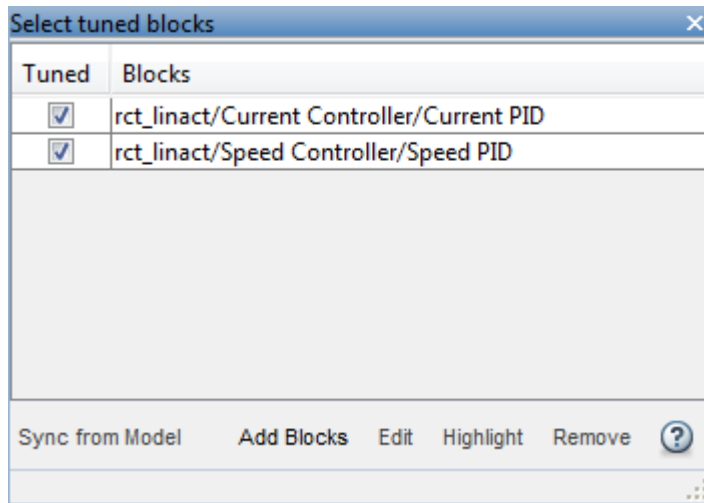 Select tuned blocks
Tuned Blocks
rct_linact/Current Controller/Current PID
rct_linact/Speed Controller/Speed PID
Sync from Model Add Blocks Edit Highlight Remove ?